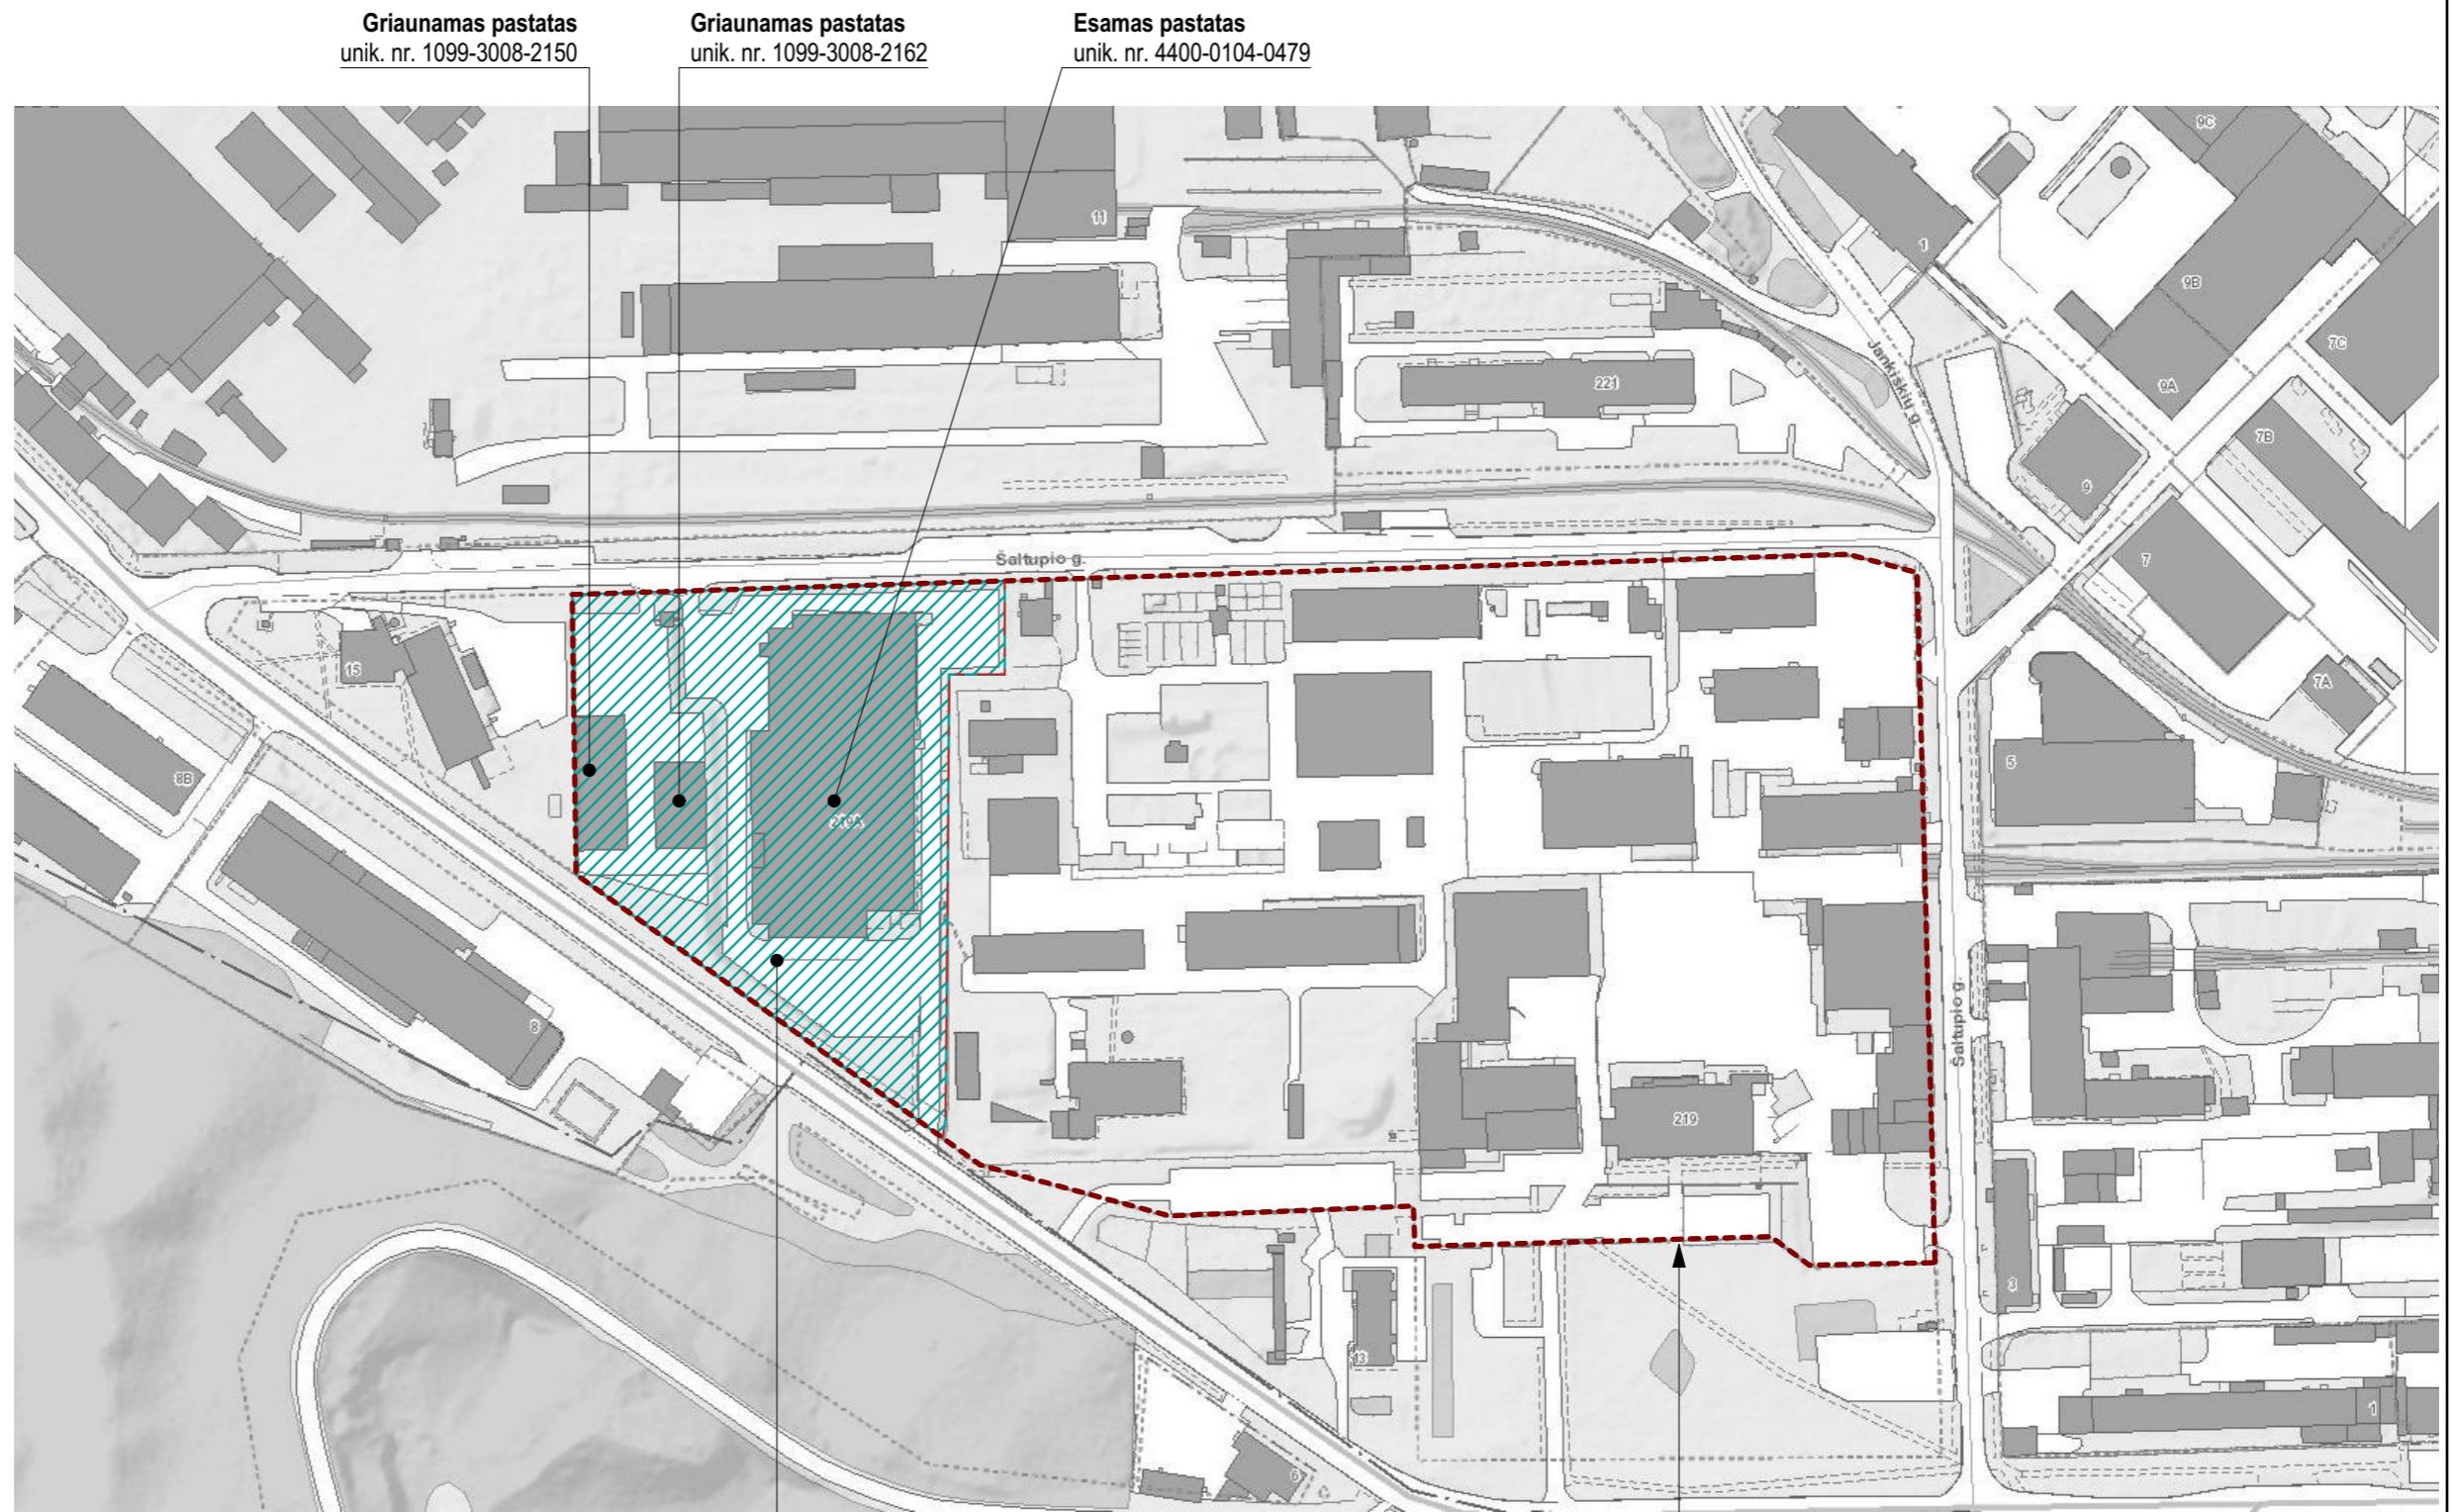 Griaunamas pastatas
unik. nr. 1099-3008-2150
Griaunamas pastatas
unik. nr. 1099-3008-2162
Esamas pastatas
unik. nr. 4400-0104-0479
9C
11
1
9B
7C
9A
221
Jankiškių g.
7B
9
Šaltupio g.
7
15
7A
5
8B
219A
8
Šaltupio g.
219
3
13
1
6